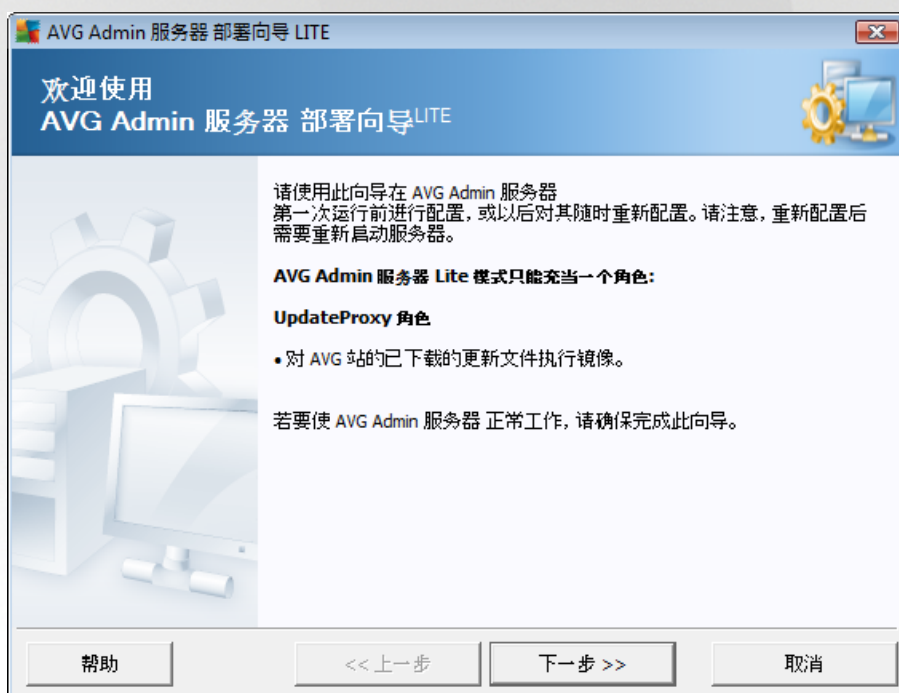 AVG Admin 服务器 部署向导 LITE
欢迎使用
AVG Admin 服务器 部署向导 LITE
请使用此向导在 AVG Admin 服务器
第一次运行前进行配置，或以后对其随时重新配置。请注意，重新配置后
需要重新启动服务器。
AVG Admin 服务器 Lite 模式只能充当一个角色:
UpdateProxy 角色
• 对 AVG 站的已下载的更新文件执行镜像。
若要使 AVG Admin 服务器 正常工作，请确保完成此向导。
帮助
<< 上一步
下一步 >>
取消